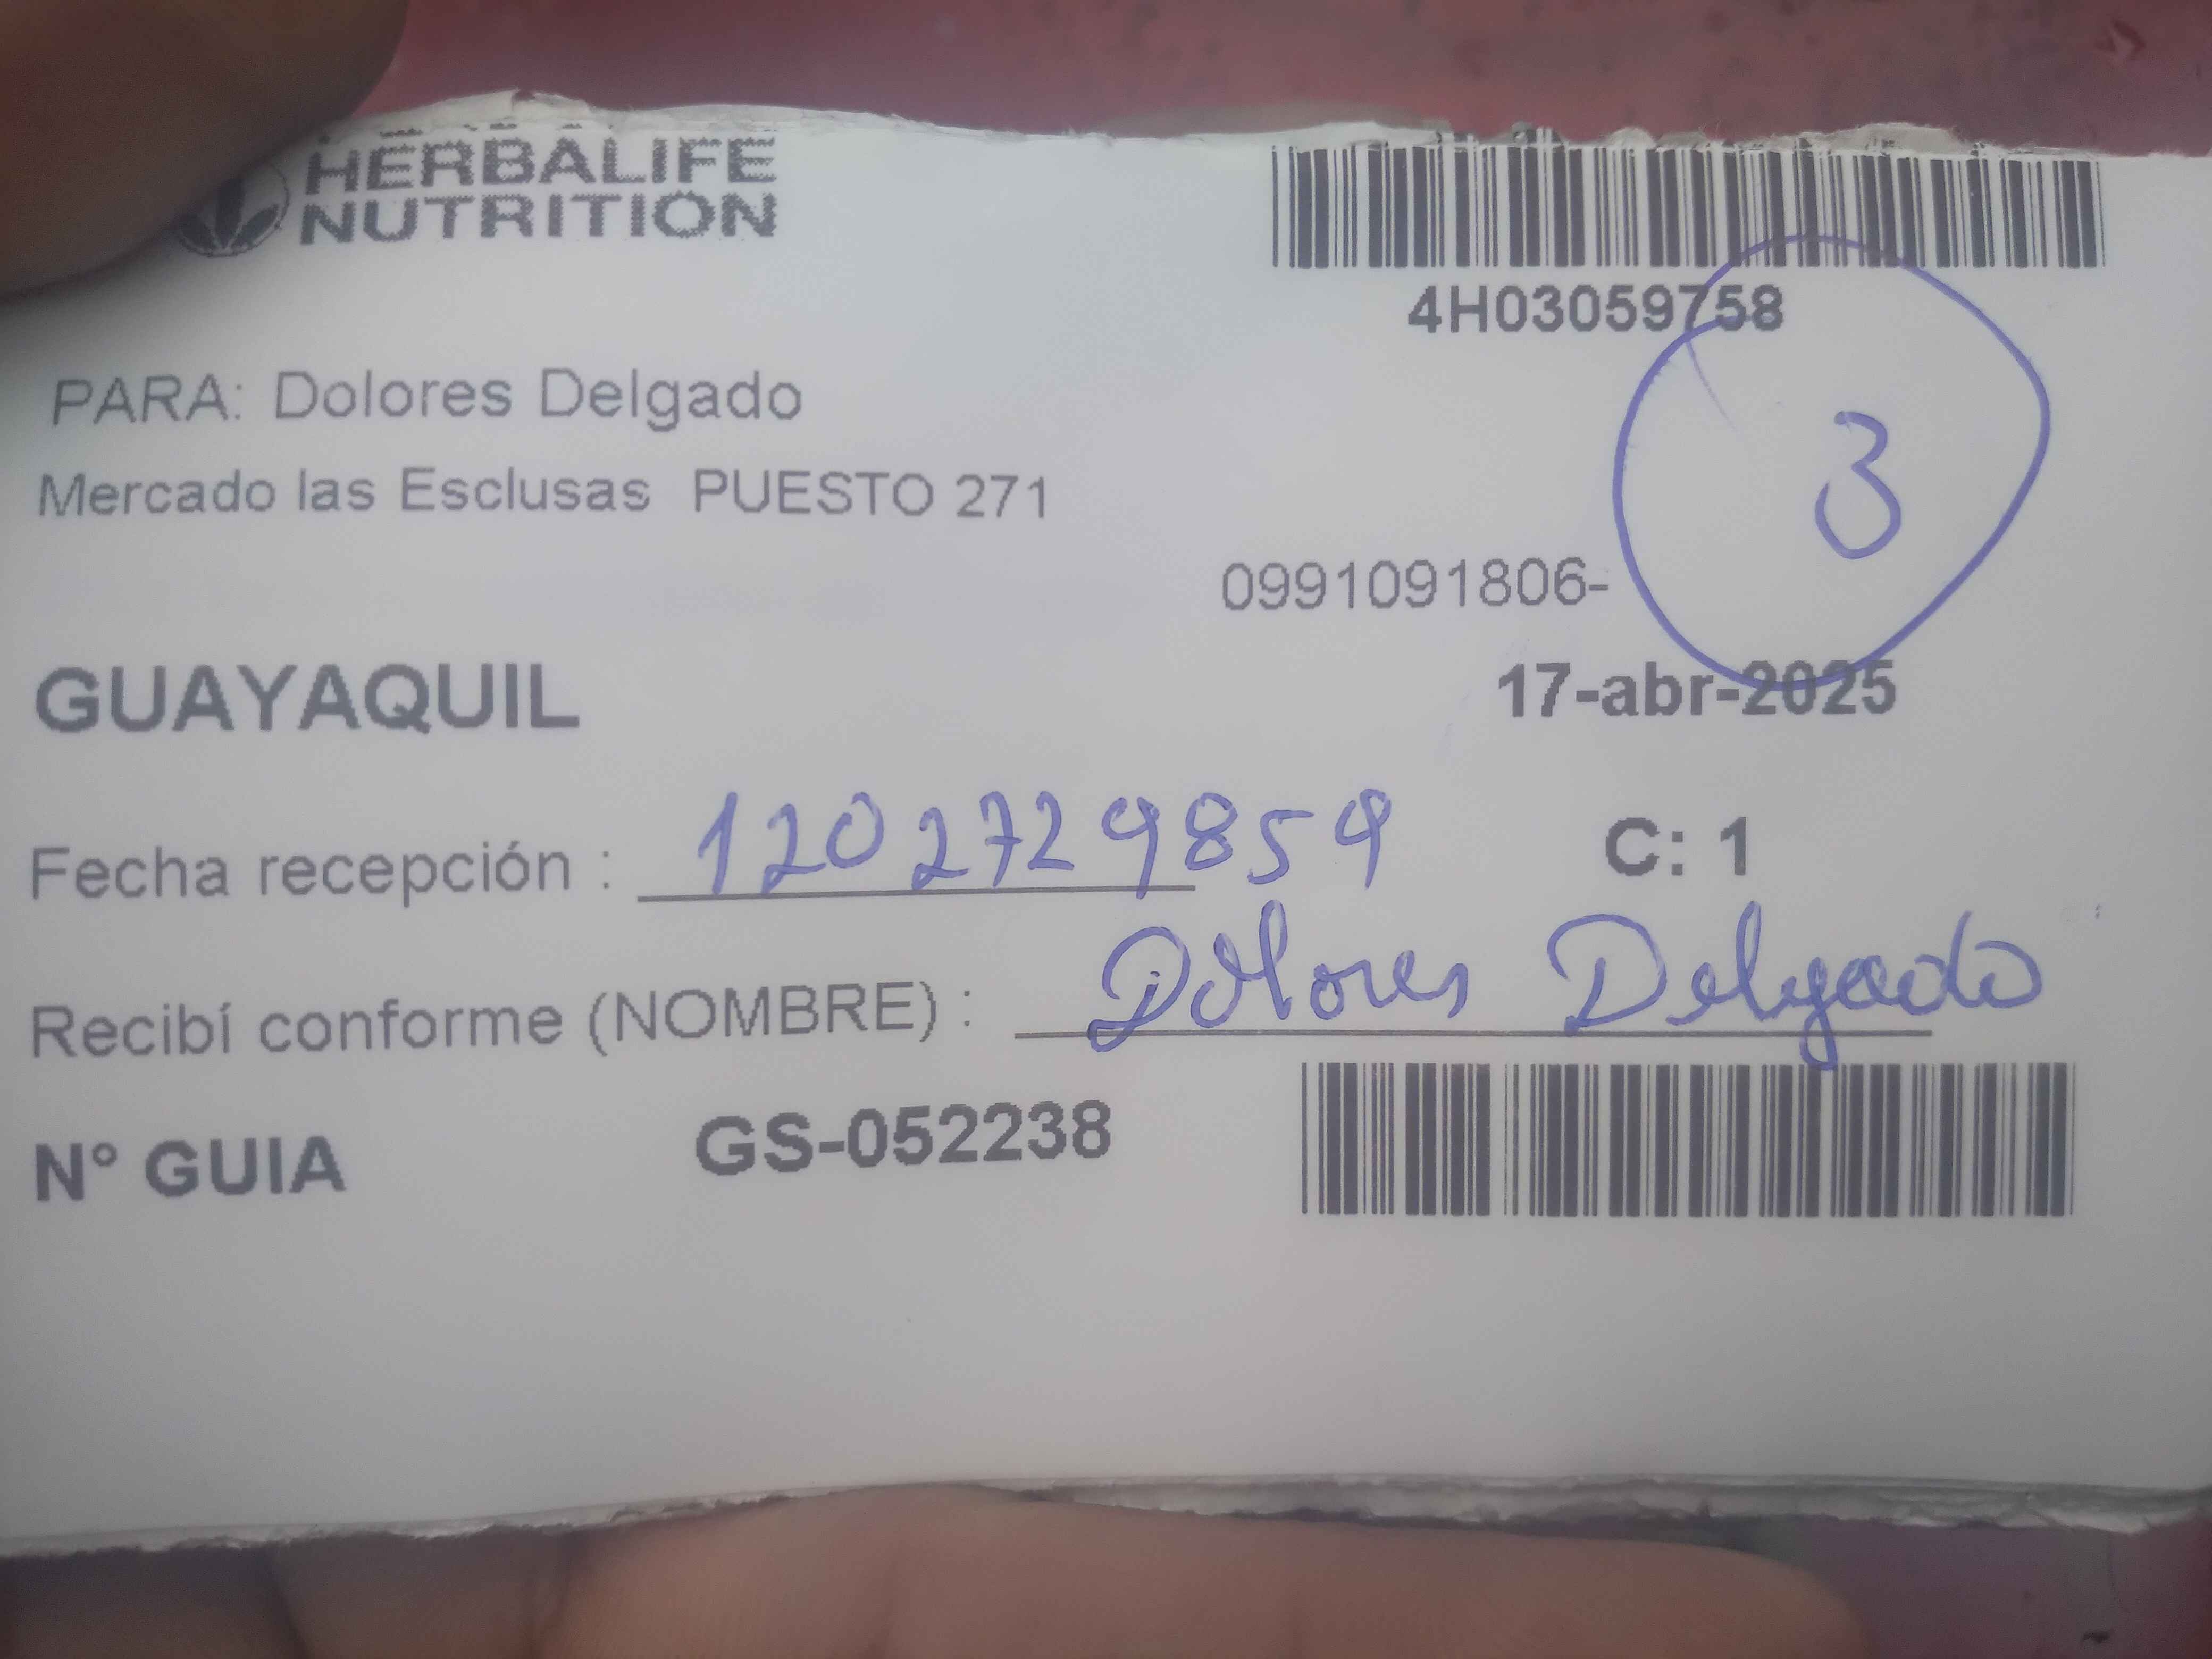 HERBALIFE
NUTRITION
4H03059758
PARA: Dolores Delgado
3
Mercado las Esclusas PUESTO 271
0991091806-
GUAYAQUIL
17-abr-2025
Fecha recepción : 1202729859
C: 1
Recibí conforme (NOMBRE) : Dolores Delgado
N° GUIA GS-052238